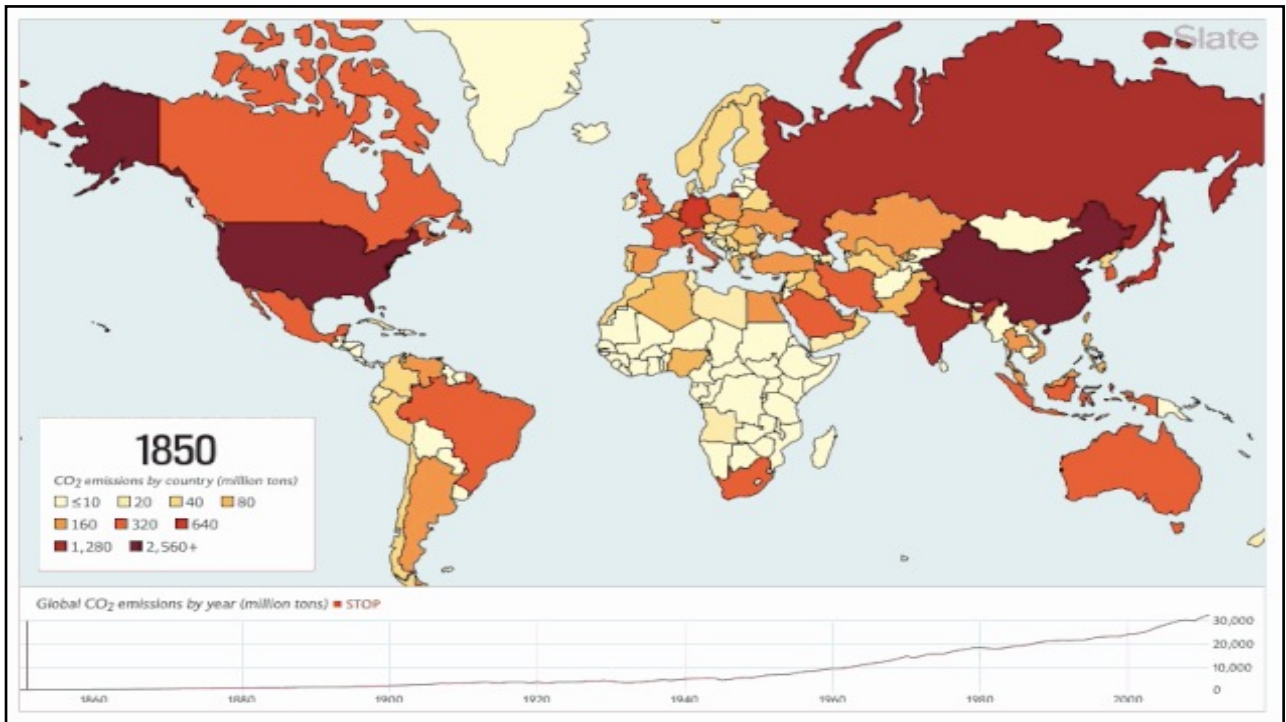 Slate
1850
CO₂ emissions by country (million tons)
≤10 20 40 80
160 320 640
1,280 2,560+
Global CO₂ emissions by year (million tons) ■ STOP
30,000
20,000
10,000
0
1860 1880 1900 1920 1940 1960 1980 2000